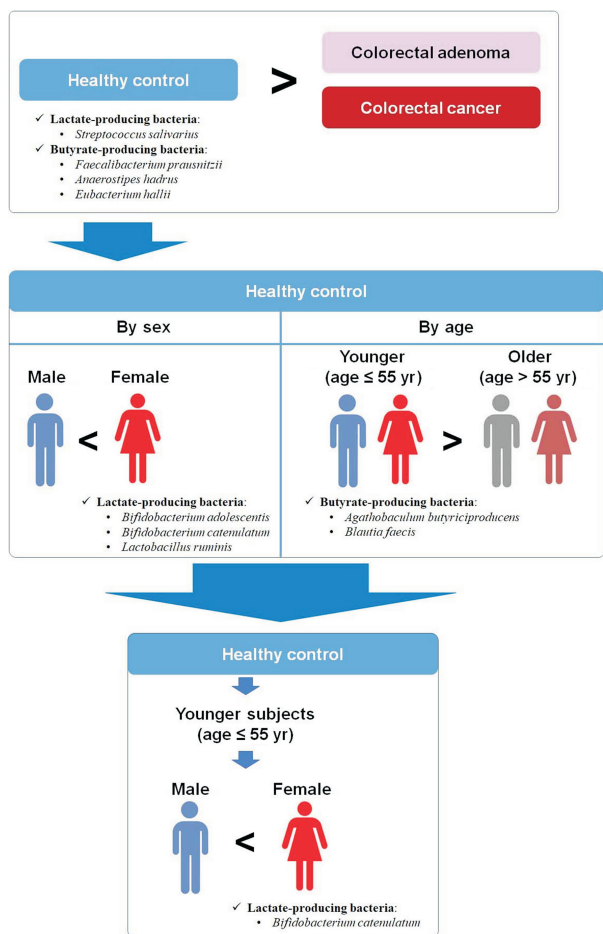 Healthy control
>
Colorectal adenoma
Colorectal cancer
✓ Lactate-producing bacteria:
• Streptococcus salivarius
✓ Butyrate-producing bacteria:
• Faecalibacterium prausnitzii
• Anaerostipes hadrus
• Eubacterium hallii
Healthy control
By sex
By age
Male
Female
<
✓ Lactate-producing bacteria:
• Bifidobacterium adolescentis
• Bifidobacterium catenulatum
• Lactobacillus ruminis
Younger
(age ≤ 55 yr)
Older
(age > 55 yr)
>
✓ Butyrate-producing bacteria:
• Agathobaculum butyriciproducens
• Blautia faecis
Healthy control
Younger subjects
(age ≤ 55 yr)
Male
Female
<
✓ Lactate-producing bacteria:
• Bifidobacterium catenulatum